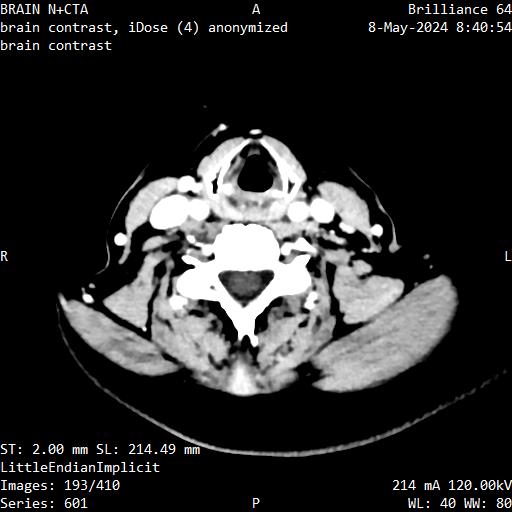 BRAIN N+CTA
brain contrast, iDose (4) anonymized
brain contrast
A
Brilliance 64
8-May-2024 8:40:54
R
L
ST: 2.00 mm SL: 214.49 mm
LittleEndianImplicit
Images: 193/410
Series: 601
P
214 mA 120.00kV
WL: 40 WW: 80